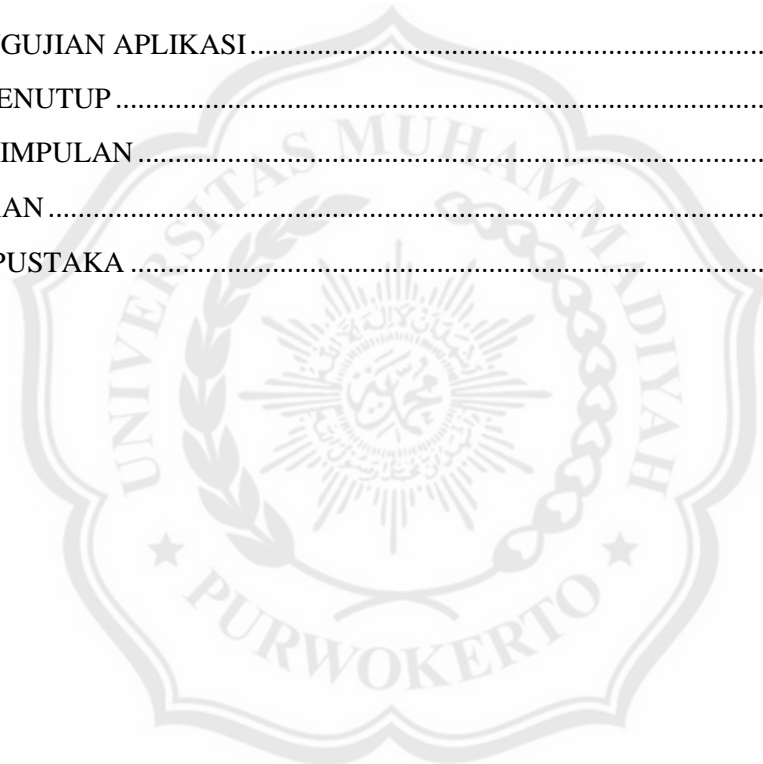 GUJIAN APLIKASI
ENUTUP
IMPULAN
AN
PUSTAKA
UNIVERSITAS MUHAMMADIYAH
PURWOKERTO